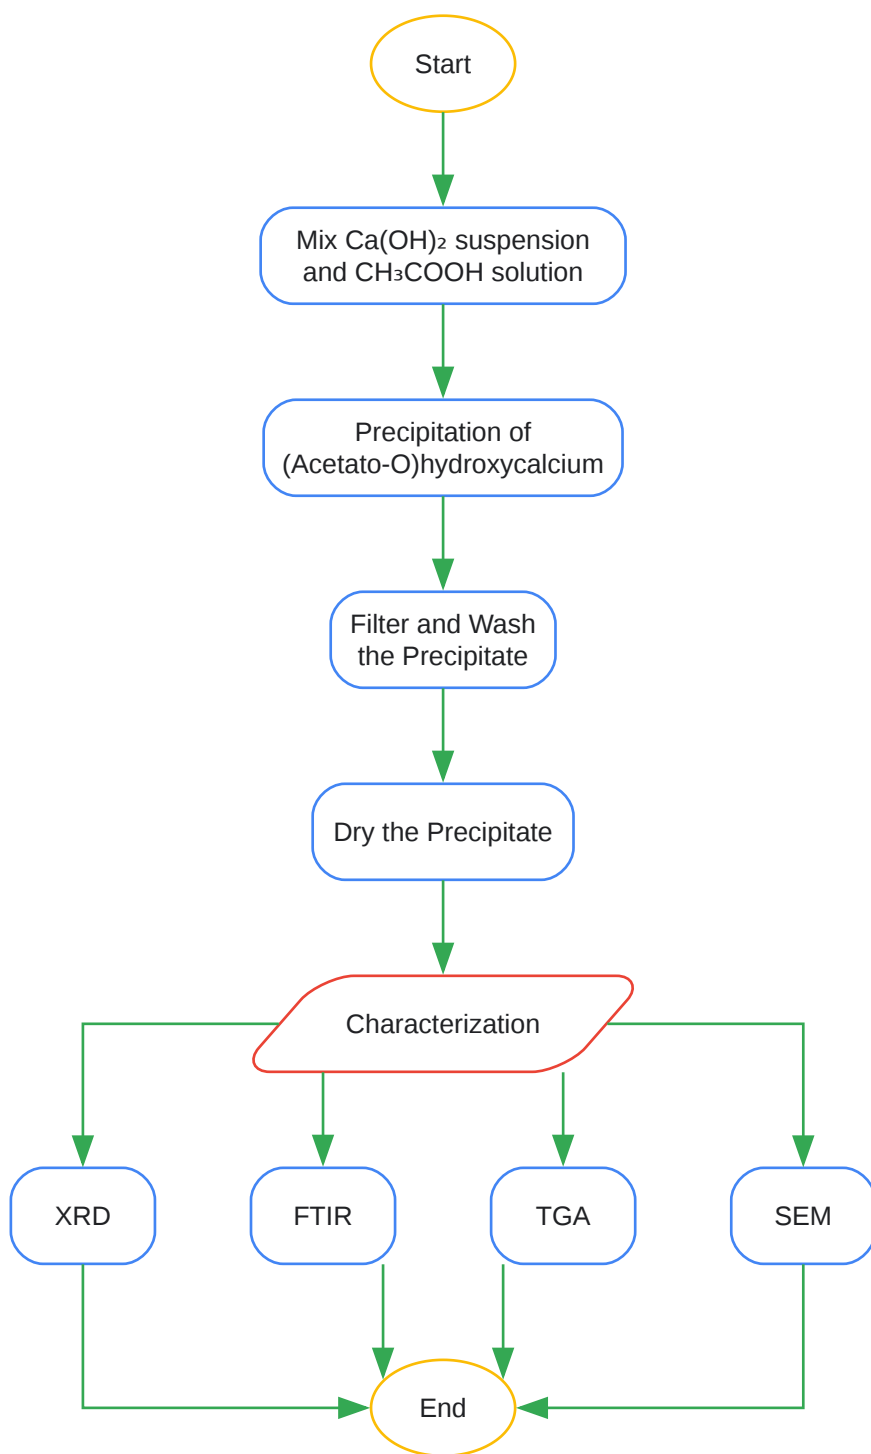 Start
Mix Ca(OH)₂ suspension
and CH₃COOH solution
Precipitation of
(Acetato-O)hydroxycalcium
Filter and Wash
the Precipitate
Dry the Precipitate
Characterization
XRD
FTIR
TGA
SEM
End